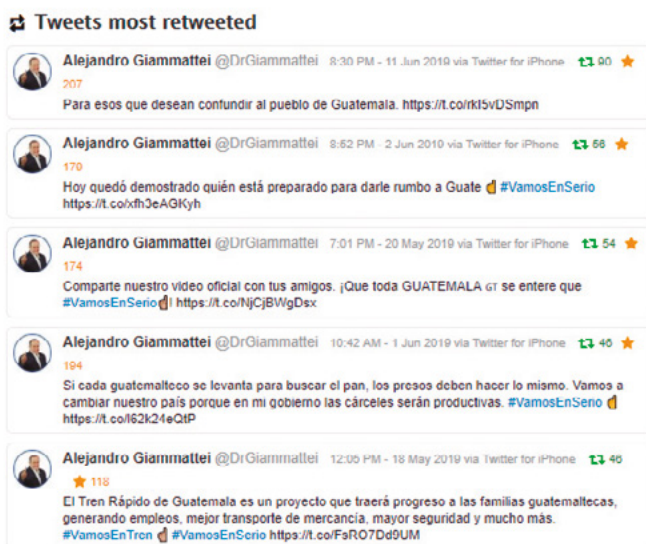 Tweets most retweeted
Alejandro Giammattei @DrGiammattei 8:30 PM - 11 Jun 2019 via Twitter for iPhone 90
207
Para esos que desean confundir al pueblo de Guatemala.
Alejandro Giammattei @DrGiammattei 8:52 PM - 2 Jun 2019 via Twitter for iPhone 56
170
Hoy quedó demostrado quién está preparado para darle rumbo a Guate ☝ #VamosEnSerio
https://t.co/xfh3eAGKyh
Alejandro Giammattei @DrGiammattei 7:01 PM - 20 May 2019 via Twitter for iPhone 54
174
Comparte nuestro video oficial con tus amigos. ¡Que toda GUATEMALA GT se entere que
#VamosEnSerio☝! https://t.co/NjCjBWgDsx
Alejandro Giammattei @DrGiammattei 10:42 AM - 1 Jun 2019 via Twitter for iPhone 46
194
Si cada guatemalteco se levanta para buscar el pan, los presos deben hacer lo mismo. Vamos a
cambiar nuestro país porque en mi gobierno las cárceles serán productivas. #VamosEnSerio ☝
Alejandro Giammattei @DrGiammattei 12:05 PM - 18 May 2019 via Twitter for iPhone 46
118
El Tren Rápido de Guatemala es un proyecto que traerá progreso a las familias guatemaltecas,
generando empleos, mejor transporte de mercancía, mayor seguridad y mucho más.
#VamosEnTren ☝ #VamosEnSerio https://t.co/FsRO7Dd9UM